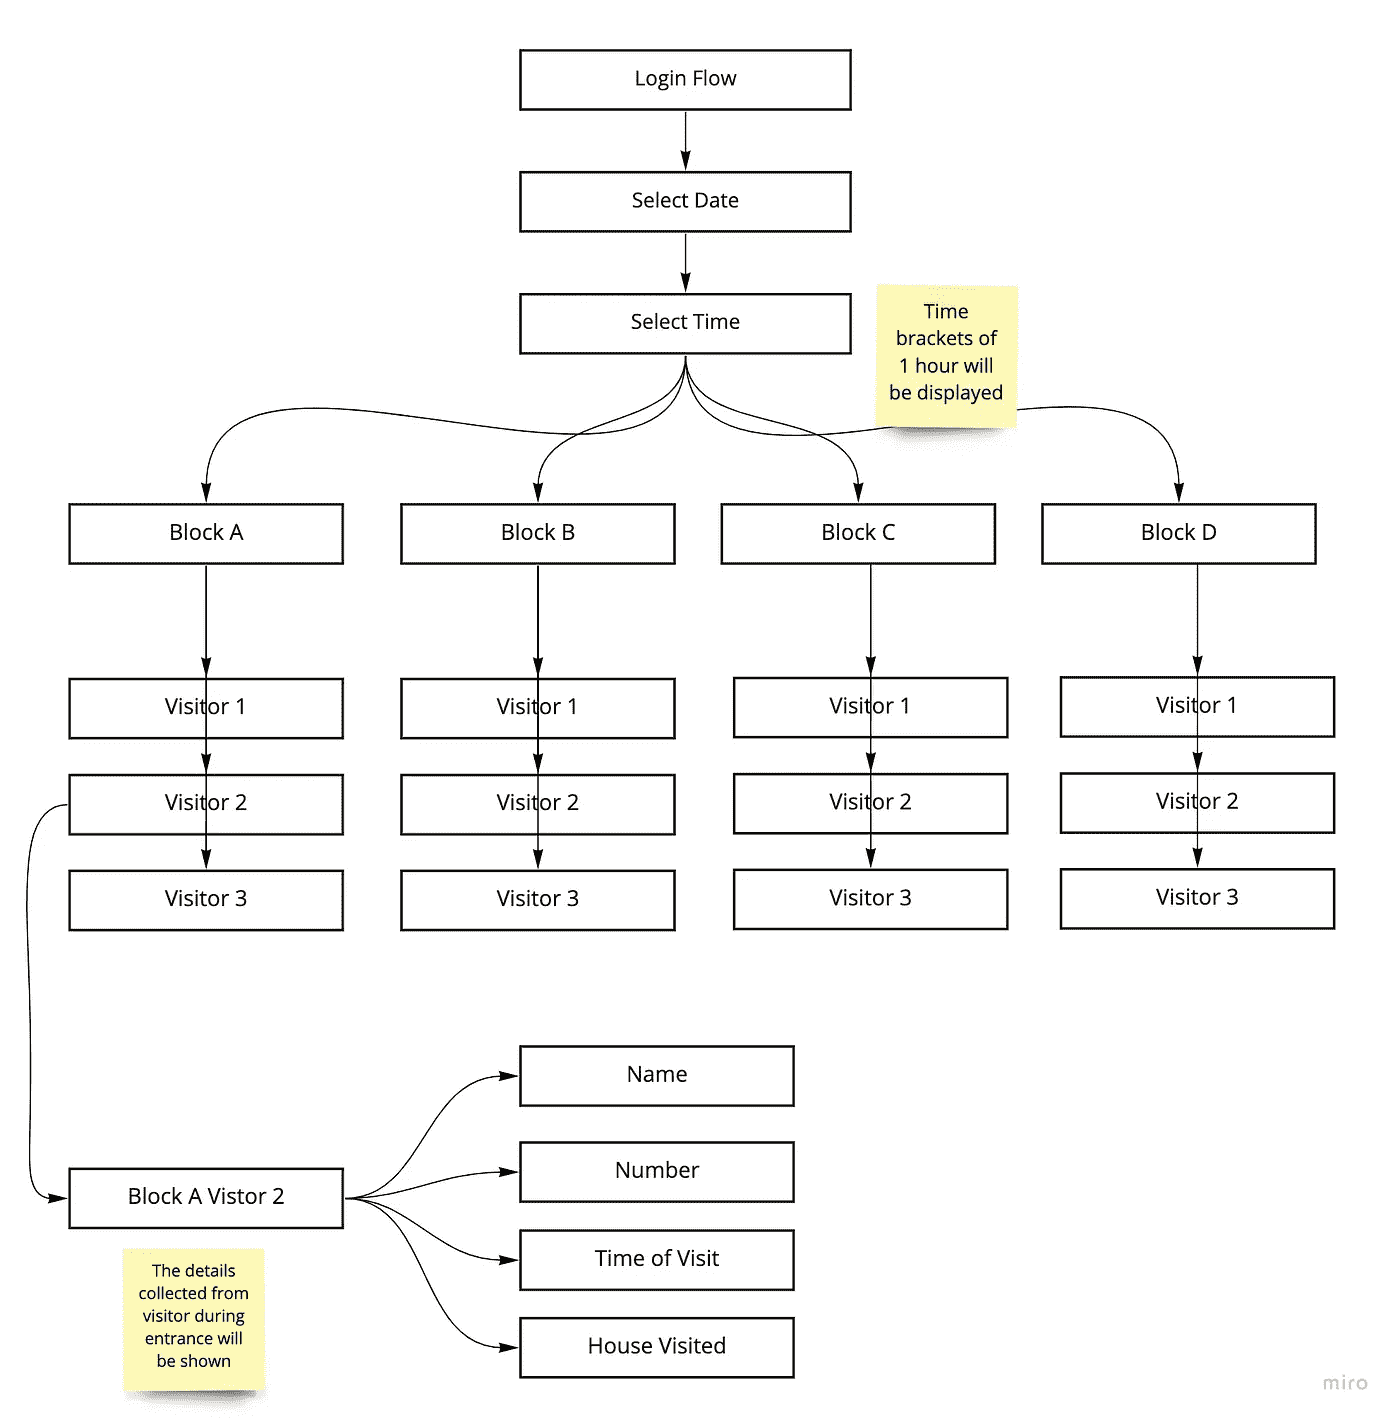 Login Flow
Select Date
Select Time
Time
brackets of
1 hour will
be displayed
Block A
Block B
Block C
Block D
Visitor 1
Visitor 1
Visitor 1
Visitor 1
Visitor 2
Visitor 2
Visitor 2
Visitor 2
Visitor 3
Visitor 3
Visitor 3
Visitor 3
Name
Number
Block A Vistor 2
Time of Visit
House Visited
The details
collected from
visitor during
entrance will
be shown
miro